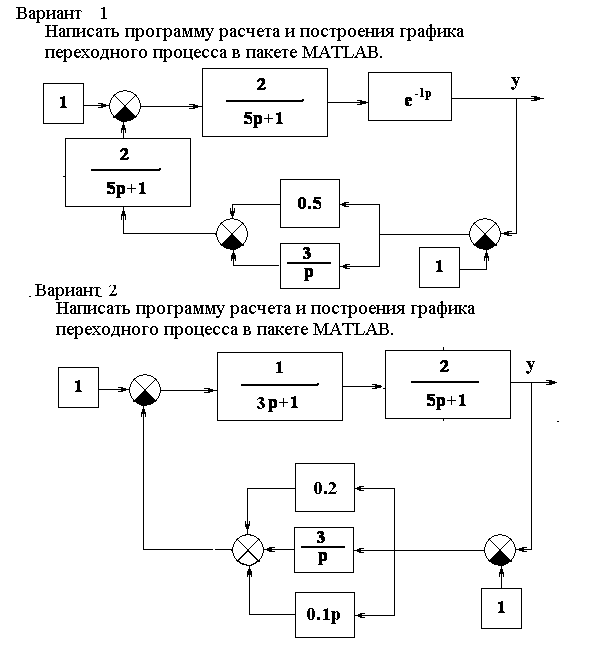 Вариант 1
Написать программу расчета и построения графика
переходного процесса в пакете MATLAB.
1
2
5p+1
e-1p
y
2
5p+1
0.5
3
p
1
Вариант 2
Написать программу расчета и построения графика
переходного процесса в пакете MATLAB.
1
1
3p+1
2
5p+1
y
0.2
3
p
0.1p
1